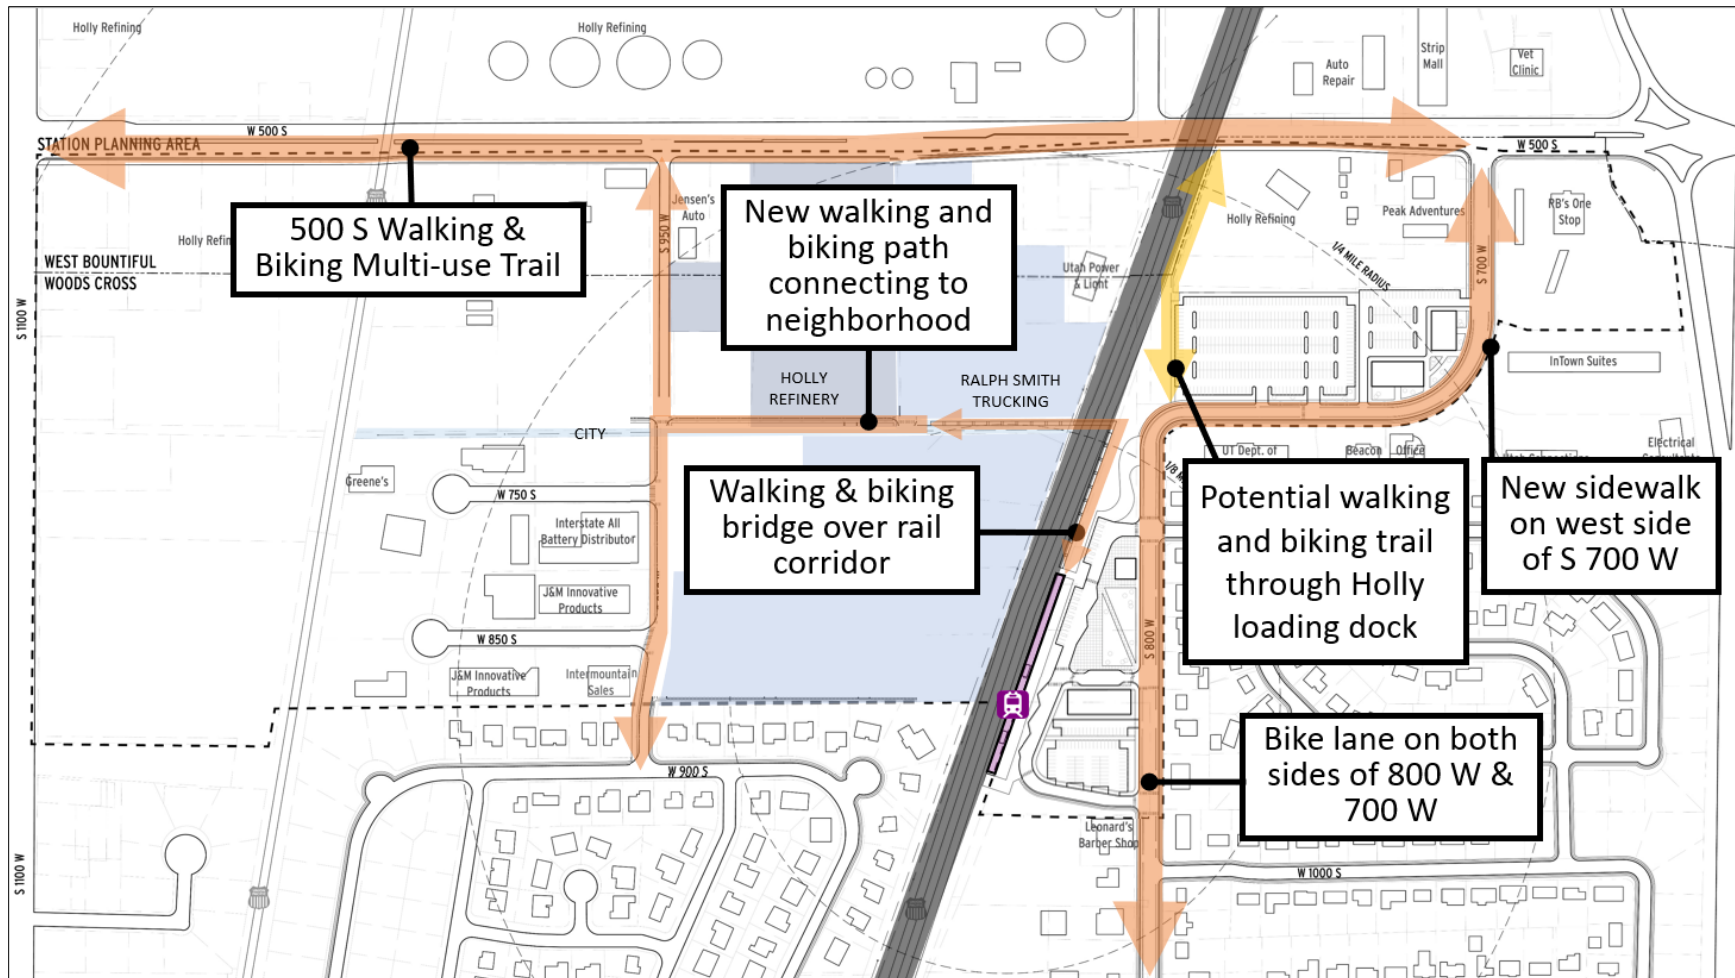 Holly Refining
Holly Refining
Auto
Repair
Strip
Mall
Vet
Clinic
W 500 S
STATION PLANNING AREA
W 500 S
500 S Walking &
Biking Multi-use Trail
Jensen's
Auto
S 950 W
New walking and
biking path
connecting to
neighborhood
Holly Refining
Peak Adventures
RB's One
Stop
S 700 W
1/4 MILE RADIUS
Holly Refin
WEST BOUNTIFUL
WOODS CROSS
S 1100 W
Utah Power
& Light
InTown Suites
HOLLY
REFINERY
RALPH SMITH
TRUCKING
CITY
UT Dept. of
Beacon
Office
Electrical
1/8 M
Greene's
W 750 S
Interstate All
Battery Distributor
Walking & biking
bridge over rail
corridor
Potential walking
and biking trail
through Holly
loading dock
New sidewalk
on west side
of S 700 W
J&M Innovative
Products
W 850 S
S 800 W
J&M Innovative
Products
Intermountain
Sales
W 900 S
Bike lane on both
sides of 800 W &
700 W
Leonard's
Barber Shop
S 1100 W
W 1000 S